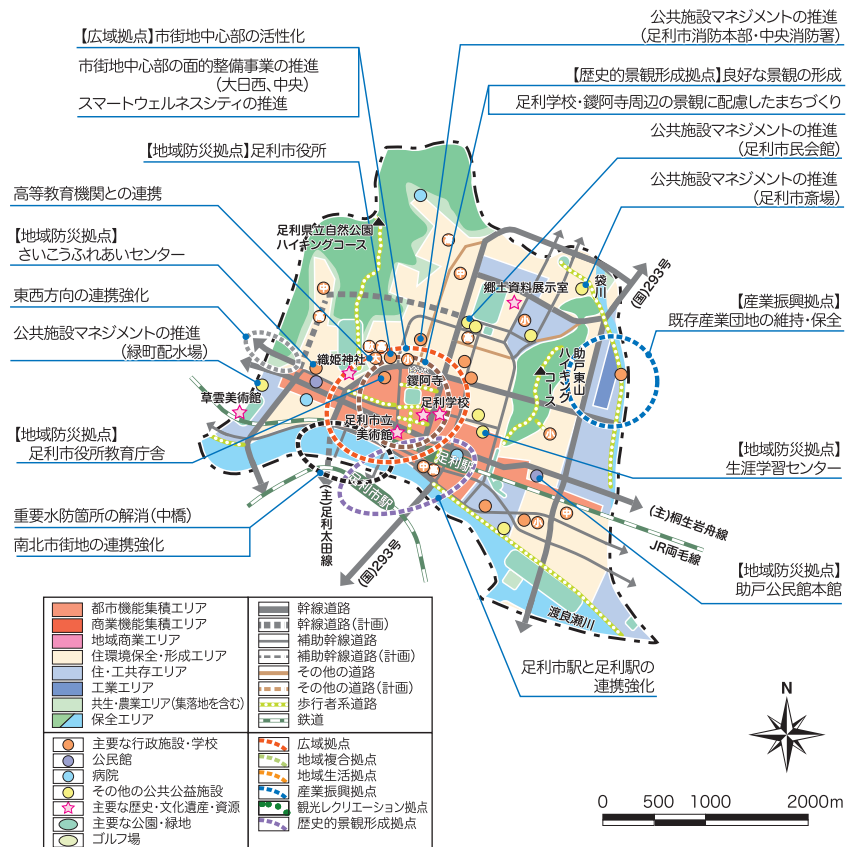 【広域拠点】市街地中心部の活性化
市街地中心部の面的整備事業の推進
(大日西、中央)
スマートウェルネスシティの推進
【地域防災拠点】足利市役所
高等教育機関との連携
【地域防災拠点】
さいこうふれあいセンター
東西方向の連携強化
公共施設マネジメントの推進
(緑町配水場)
【地域防災拠点】
足利市役所教育庁舎
重要水防箇所の解消(中橋)
南北市街地の連携強化
公共施設マネジメントの推進
(足利市消防本部・中央消防署)
【歴史的景観形成拠点】良好な景観の形成
足利学校・鑁阿寺周辺の景観に配慮したまちづくり
公共施設マネジメントの推進
(足利市民会館)
公共施設マネジメントの推進
(足利市斎場)
【産業振興拠点】
既存産業団地の維持・保全
【地域防災拠点】
生涯学習センター
【地域防災拠点】
助戸公民館本館
足利市駅と足利駅の
連携強化
足利県立自然公園
ハイキングコース
郷土資料展示室
袋川
(国)293号
助戸東山
ハイキング
コース
織姫神社
鑁阿寺
足利学校
草雲美術館
足利市立
美術館
足利駅
足利市駅
(主)足利
太田線
(国)293号
(主)桐生岩舟線
JR両毛線
渡良瀬川
中
小
小
小
小
中
小
中
都市機能集積エリア
商業機能集積エリア
地域商業エリア
住環境保全・形成エリア
住・工共存エリア
工業エリア
共生・農業エリア(集落地を含む)
保全エリア
幹線道路
幹線道路(計画)
補助幹線道路
補助幹線道路(計画)
その他の道路
その他の道路(計画)
歩行者系道路
鉄道
主要な行政施設・学校
公民館
病院
その他の公共公益施設
主要な歴史・文化遺産・資源
主要な公園・緑地
ゴルフ場
広域拠点
地域複合拠点
地域生活拠点
産業振興拠点
観光レクリエーション拠点
歴史的景観形成拠点
N
0 500 1000 2000m